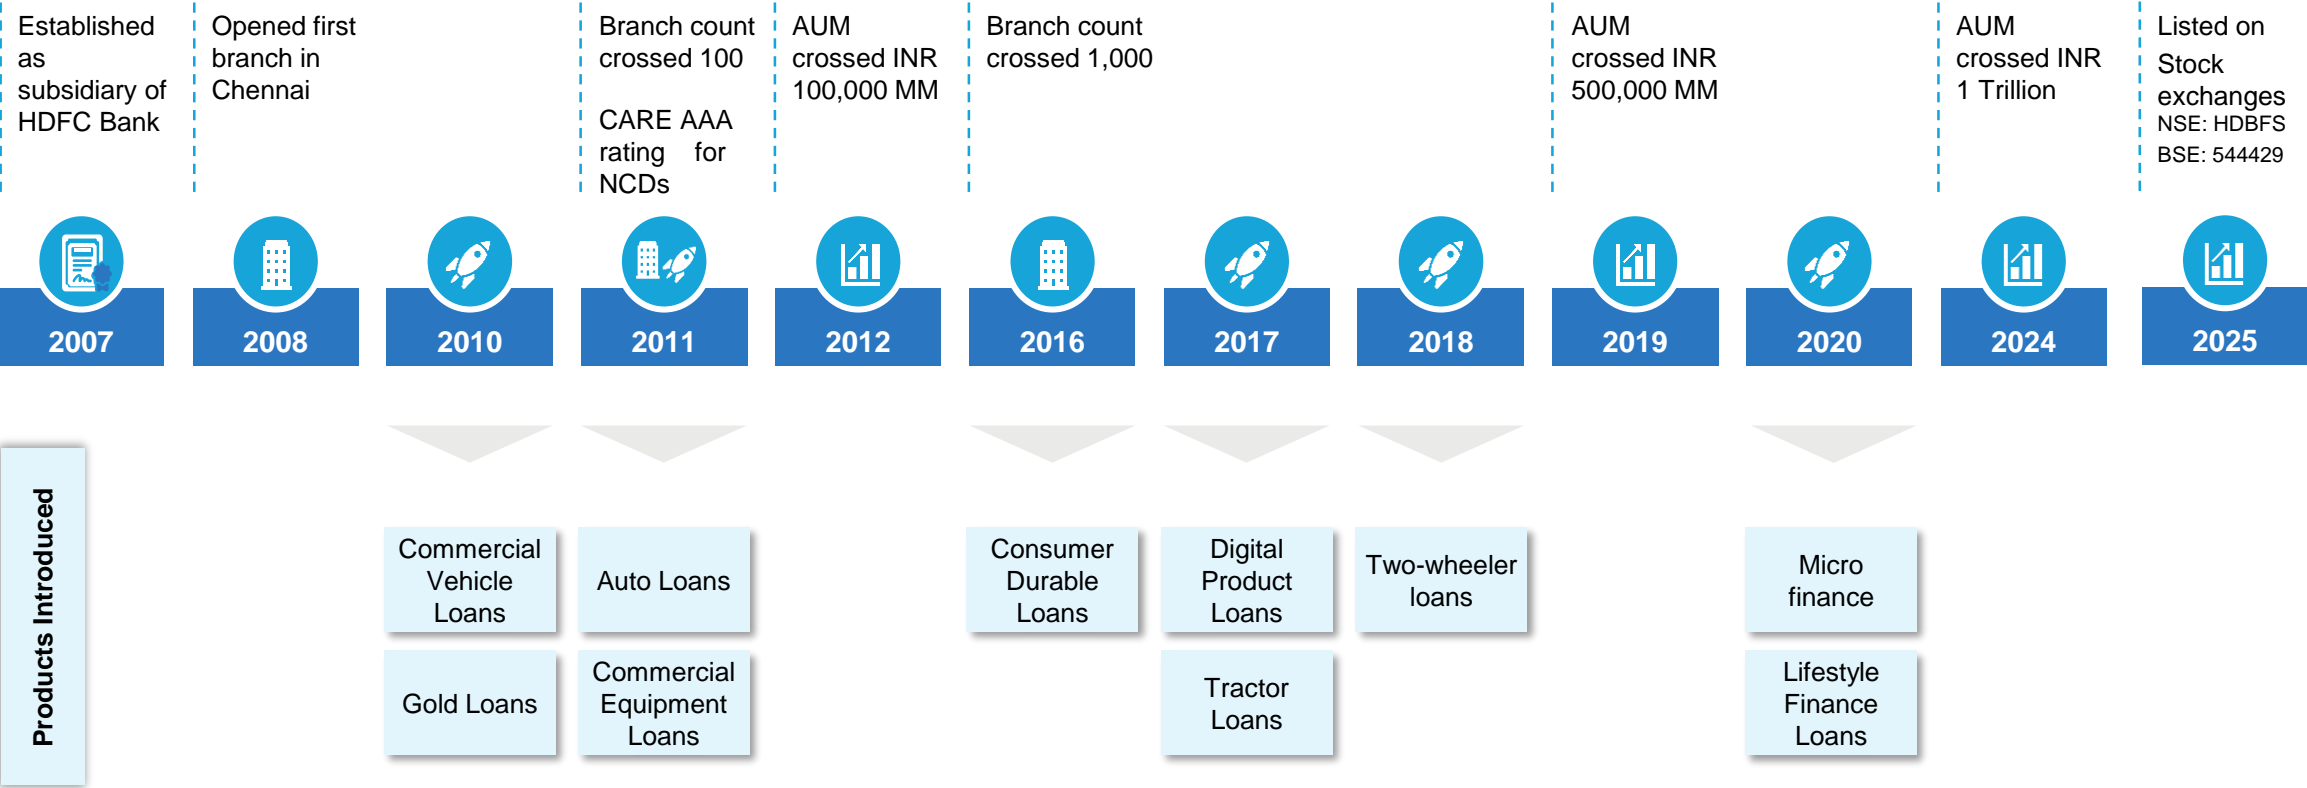 Established
as
subsidiary of
HDFC Bank
Opened first
branch in
Chennai
Branch count
crossed 100
CARE AAA
rating for
NCDs
AUM
crossed INR
100,000 MM
Branch count
crossed 1,000
AUM
crossed INR
500,000 MM
AUM
crossed INR
1 Trillion
Listed on
Stock
exchanges
NSE: HDBFS
BSE: 544429
2007
2008
2010
2011
2012
2016
2017
2018
2019
2020
2024
2025
Products Introduced
Commercial
Vehicle
Loans
Auto Loans
Consumer
Durable
Loans
Digital
Product
Loans
Two-wheeler
loans
Micro
finance
Gold Loans
Commercial
Equipment
Loans
Tractor
Loans
Lifestyle
Finance
Loans